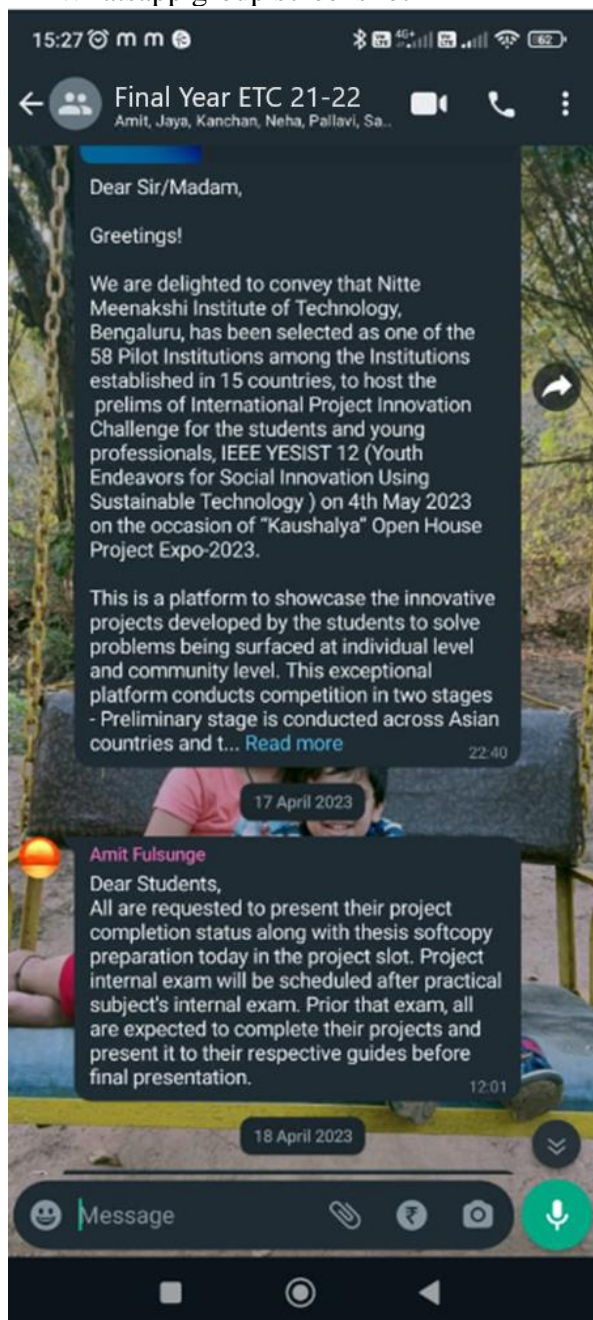 15:27
4G+
62
Final Year ETC 21-22
Amit, Jaya, Kanchan, Neha, Pallavi, Sa...
Dear Sir/Madam,
Greetings!
We are delighted to convey that Nitte
Meenakshi Institute of Technology,
Bengaluru, has been selected as one of the
58 Pilot Institutions among the Institutions
established in 15 countries, to host the
prelims of International Project Innovation
Challenge for the students and young
professionals, IEEE YESIST 12 (Youth
Endeavors for Social Innovation Using
Sustainable Technology ) on 4th May 2023
on the occasion of "Kaushalya" Open House
Project Expo-2023.
This is a platform to showcase the innovative
projects developed by the students to solve
problems being surfaced at individual level
and community level. This exceptional
platform conducts competition in two stages
- Preliminary stage is conducted across Asian
countries and t... Read more
22:40
17 April 2023
Amit Fulsunge
Dear Students,
All are requested to present their project
completion status along with thesis softcopy
preparation today in the project slot. Project
internal exam will be scheduled after practical
subject's internal exam. Prior that exam, all
are expected to complete their projects and
present it to their respective guides before
final presentation.
12:01
18 April 2023
Message